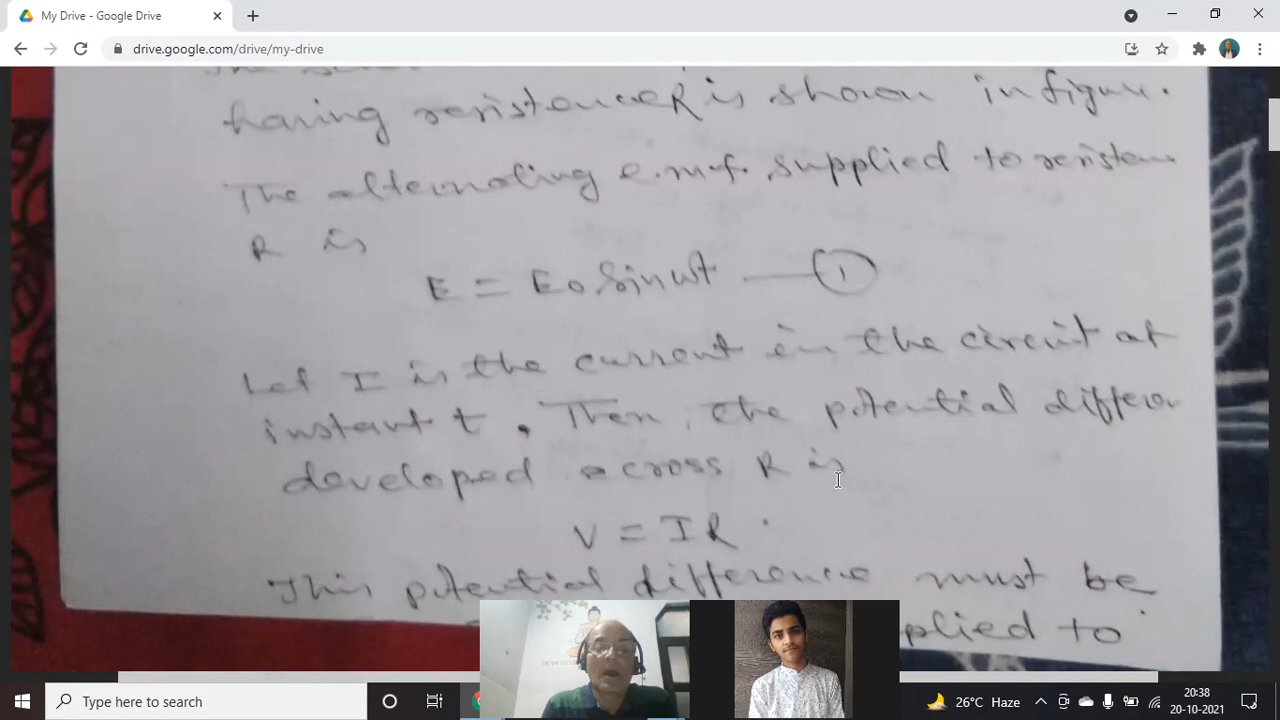 My Drive - Google Drive
drive.google.com/drive/my-drive
having resistance R is shown in figure.
The alternating e.m.f. supplied to
R is
E = E0 Sinωt —— 1
Let I is the current in the circuit at
instant t. Then, the potential differen
developed across R is
V = IR.
This potential difference must be
plied to
Type here to search
26°C Haze
20:38
20-10-2021